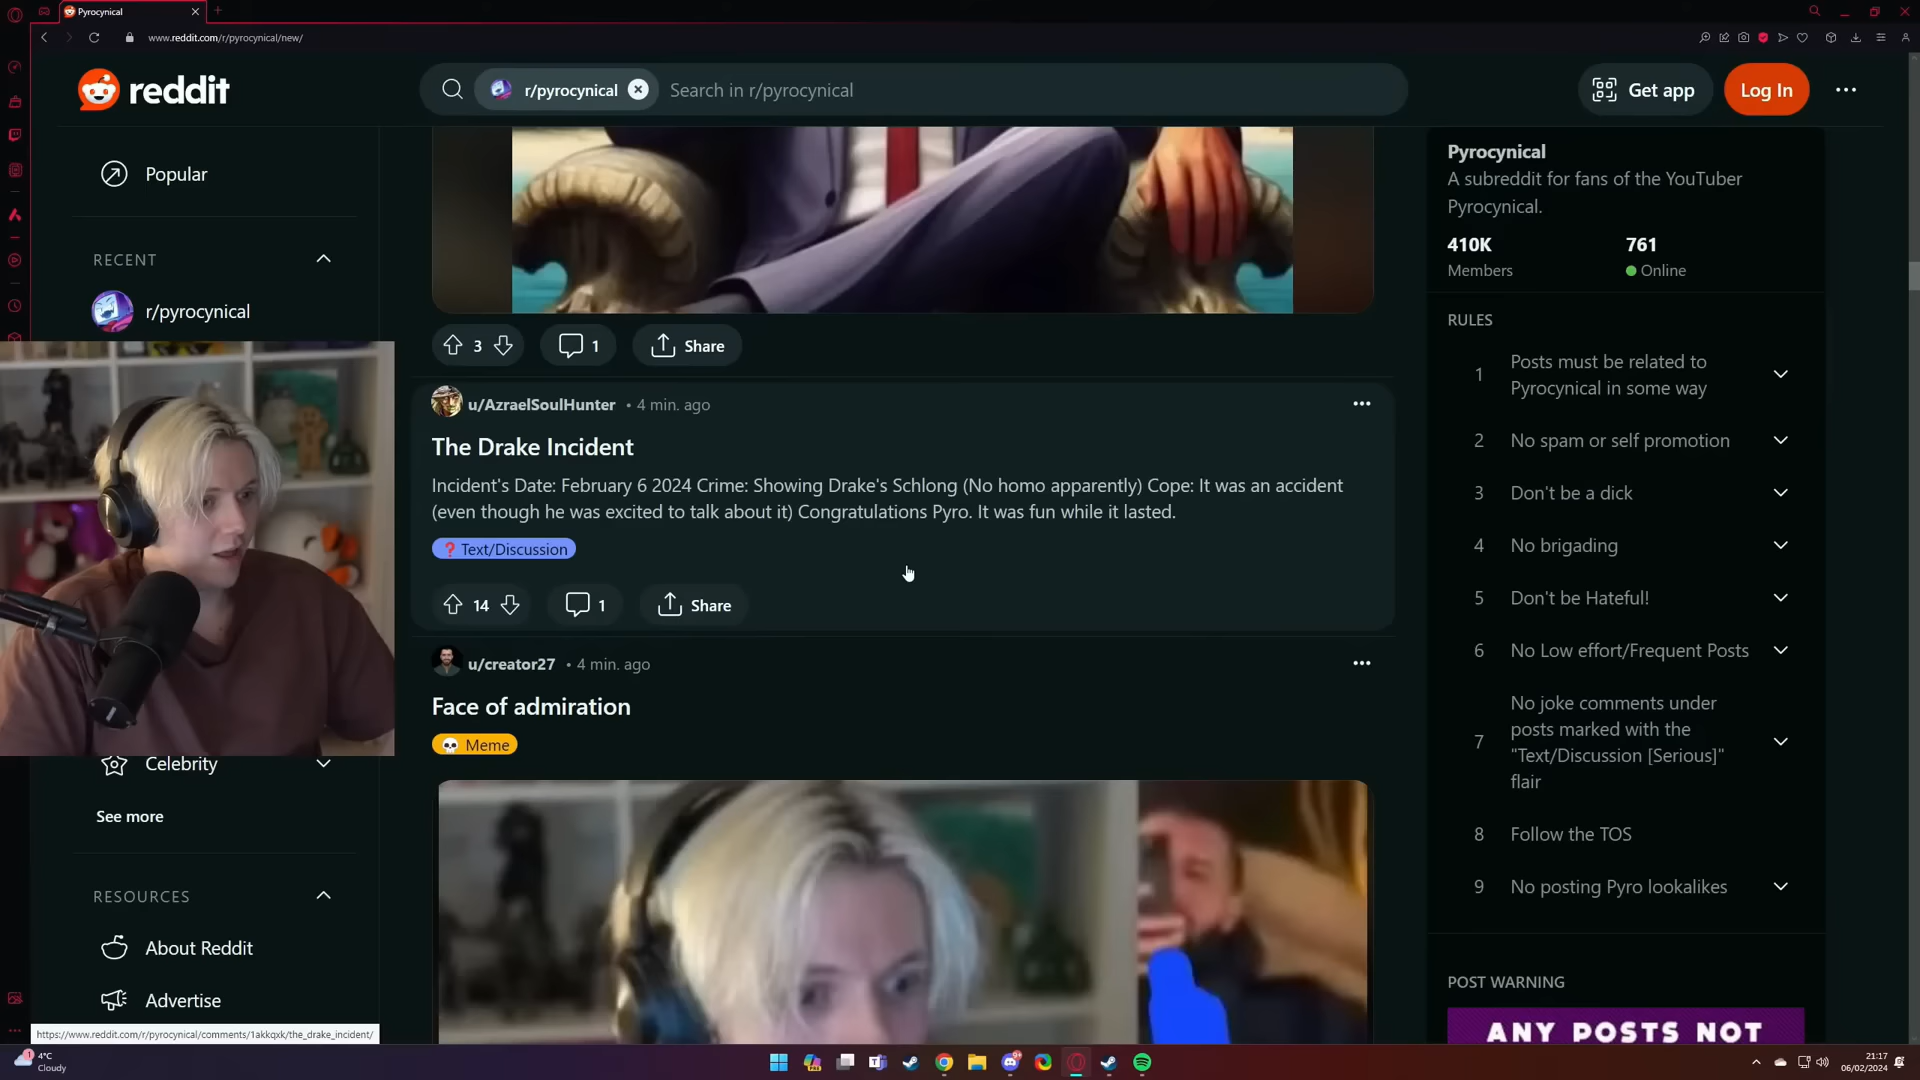 Pyrocynical
www.reddit.com/r/pyrocynical/new/
reddit
r/pyrocynical
Search in r/pyrocynical
Get app
Log In
Popular
RECENT
r/pyrocynical
Celebrity
See more
RESOURCES
About Reddit
Advertise
https://www.reddit.com/r/pyrocynical/comments/1akkqxk/the_drake_incident/
3
1
Share
u/AzraelSoulHunter • 4 min. ago
The Drake Incident
Incident's Date: February 6 2024 Crime: Showing Drake's Schlong (No homo apparently) Cope: It was an accident
(even though he was excited to talk about it) Congratulations Pyro. It was fun while it lasted.
❓ Text/Discussion
14
1
Share
u/creator27 • 4 min. ago
Face of admiration
💀 Meme
Pyrocynical
A subreddit for fans of the YouTuber
Pyrocynical.
410K
761
Members
Online
RULES
1
Posts must be related to
Pyrocynical in some way
2
No spam or self promotion
3
Don't be a dick
4
No brigading
5
Don't be Hateful!
6
No Low effort/Frequent Posts
7
No joke comments under
posts marked with the
"Text/Discussion [Serious]"
flair
8
Follow the TOS
9
No posting Pyro lookalikes
POST WARNING
ANY POSTS NOT
4°C
Cloudy
21:17
06/02/2024